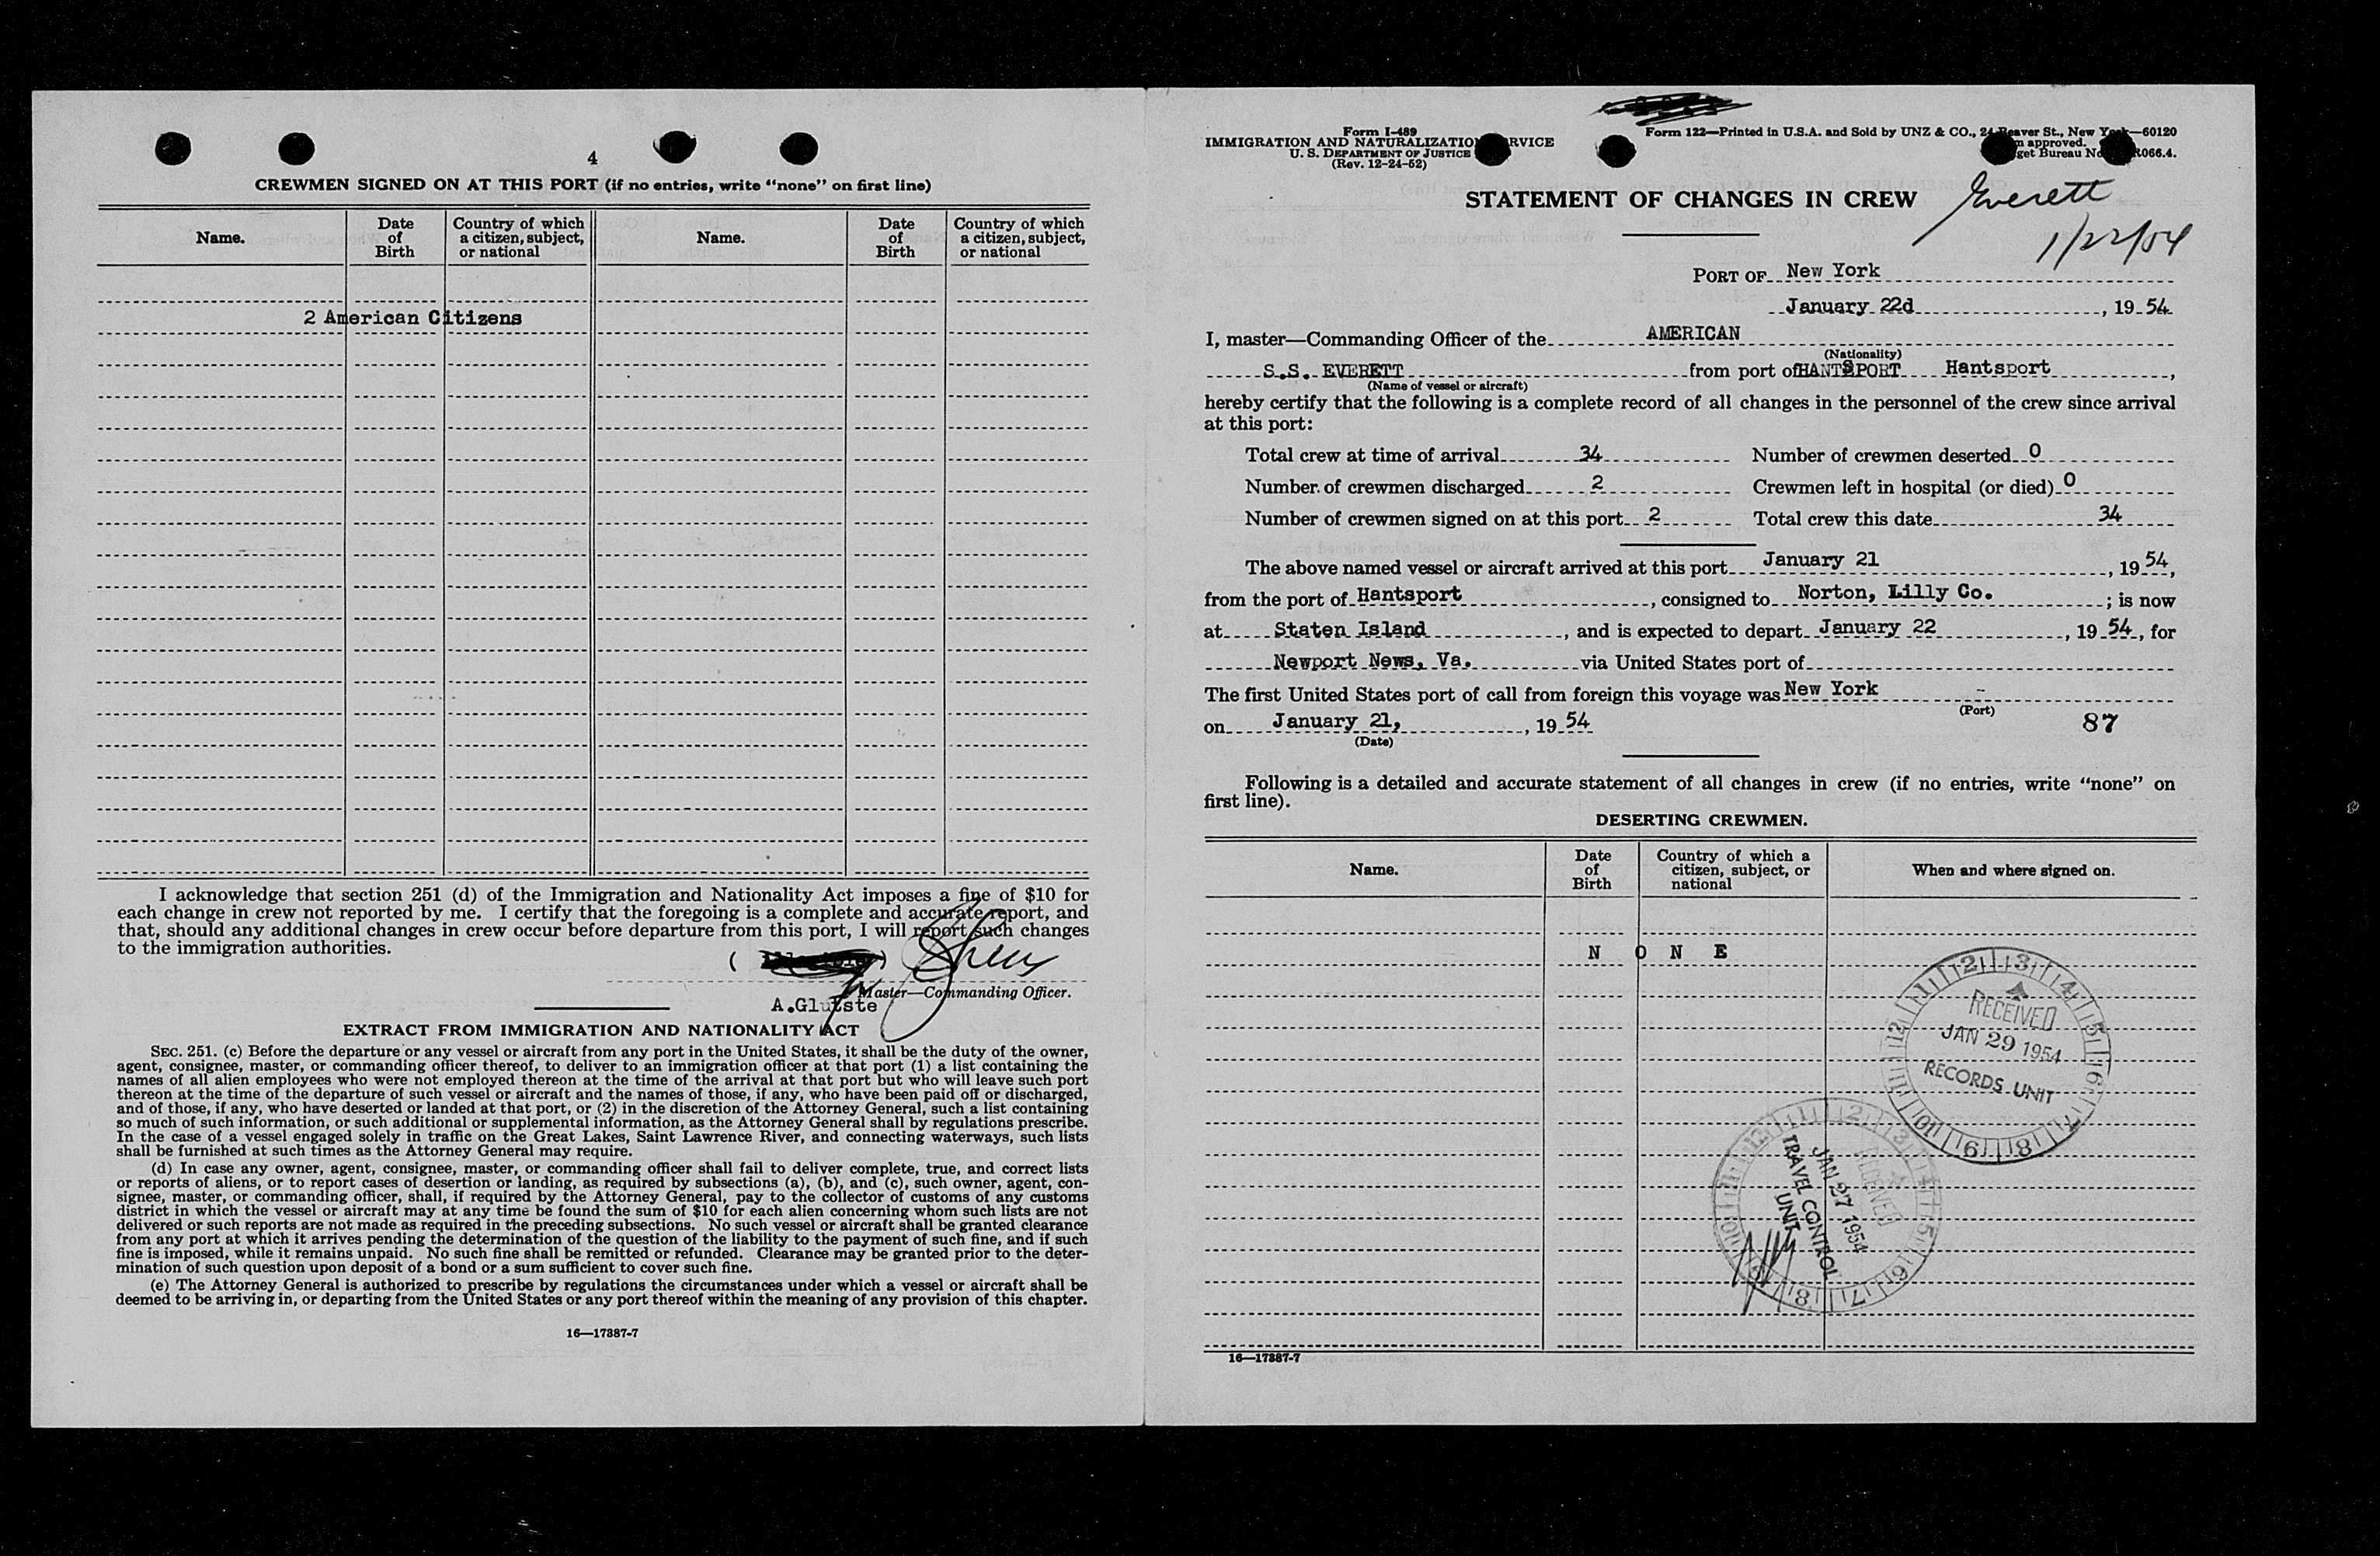 4
CREWMEN SIGNED ON AT THIS PORT (if no entries, write “none” on first line)
Name.
Date of Birth
Country of which a citizen, subject, or national
Name.
Date of Birth
Country of which a citizen, subject, or national
2 American Citizens
I acknowledge that section 251 (d) of the Immigration and Nationality Act imposes a fine of $10 for
each change in crew not reported by me. I certify that the foregoing is a complete and accurate report, and
that, should any additional changes in crew occur before departure from this port, I will report such changes
to the immigration authorities.
Master—Commanding Officer.
EXTRACT FROM IMMIGRATION AND NATIONALITY ACT
SEC. 251. (c) Before the departure or any vessel or aircraft from any port in the United States, it shall be the duty of the owner,
agent, consignee, master, or commanding officer thereof, to deliver to an immigration officer at that port (1) a list containing the
names of all alien employees who were not employed thereon at the time of the arrival at that port but who will leave such port
thereon at the time of the departure of such vessel or aircraft and the names of those, if any, who have been paid off or discharged,
and of those, if any, who have deserted or landed at that port, or (2) in the discretion of the Attorney General, such a list containing
so much of such information, or such additional or supplemental information, as the Attorney General shall by regulations prescribe.
In the case of a vessel engaged solely in traffic on the Great Lakes, Saint Lawrence River, and connecting waterways, such lists
shall be furnished at such times as the Attorney General may require.
(d) In case any owner, agent, consignee, master, or commanding officer shall fail to deliver complete, true, and correct lists
or reports of aliens, or to report cases of desertion or landing, as required by subsections (a), (b), and (c), such owner, agent, con-
signee, master, or commanding officer, shall, if required by the Attorney General, pay to the collector of customs of any customs
district in which the vessel or aircraft may at any time be found the sum of $10 for each alien concerning whom such lists are not
delivered or such reports are not made as required in the preceding subsections. No such vessel or aircraft shall be granted clearance
from any port at which it arrives pending the determination of the question of the liability to the payment of such fine, and if such
fine is imposed, while it remains unpaid. No such fine shall be remitted or refunded. Clearance may be granted prior to the deter-
mination of such question upon deposit of a bond or a sum sufficient to cover such fine.
(e) The Attorney General is authorized to prescribe by regulations the circumstances under which a vessel or aircraft shall be
deemed to be arriving in, or departing from the United States or any port thereof within the meaning of any provision of this chapter.
16—17387-7
Form I-489
IMMIGRATION AND NATURALIZATION
U. S. DEPARTMENT OF JUSTICE
(Rev. 12-24-52)
Form 122—Printed in U.S.A. and Sold by UNZ & CO., 24 Beaver St., New York—60120
approved.
Bureau No.
STATEMENT OF CHANGES IN CREW
Everett
1/22/54
PORT OF New York
January 22d, 19 54
I, master—Commanding Officer of the AMERICAN
(Nationality)
S.S. EVERETT from port of HANTSPORT Hantsport,
(Name of vessel or aircraft)
hereby certify that the following is a complete record of all changes in the personnel of the crew since arrival
at this port:
Total crew at time of arrival 34 Number of crewmen deserted 0
Number of crewmen discharged 2 Crewmen left in hospital (or died) 0
Number of crewmen signed on at this port 2 Total crew this date 34
The above named vessel or aircraft arrived at this port January 21, 19 54,
from the port of Hantsport, consigned to Norton, Lilly Co.; is now
at Staten Island, and is expected to depart January 22, 19 54, for
Newport News, Va. via United States port of
The first United States port of call from foreign this voyage was New York
(Port)
on January 21, , 19 54
(Date)
87
Following is a detailed and accurate statement of all changes in crew (if no entries, write “none” on
first line).
DESERTING CREWMEN.
Name.
Date of Birth
Country of which a citizen, subject, or national
When and where signed on.
N O N E
RECEIVED
JAN 29 1954
RECORDS UNIT
RECEIVED
JAN 27 1954
TRAVEL CONTROL
UNIT
16—17387-7